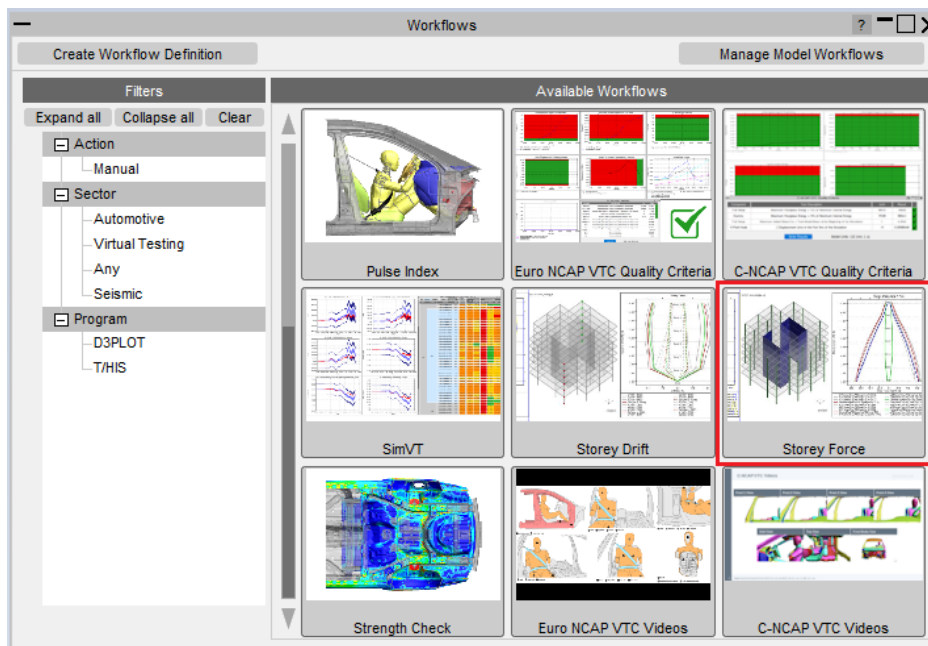 Workflows
?
Create Workflow Definition
Manage Model Workflows
Filters
Expand all
Collapse all
Clear
Action
Manual
Sector
Automotive
Virtual Testing
Any
Seismic
Program
D3PLOT
T/HIS
Available Workflows
Pulse Index
Euro NCAP VTC Quality Criteria
C-NCAP VTC Quality Criteria
SimVT
Storey Drift
Storey Force
Strength Check
Euro NCAP VTC Videos
C-NCAP VTC Videos